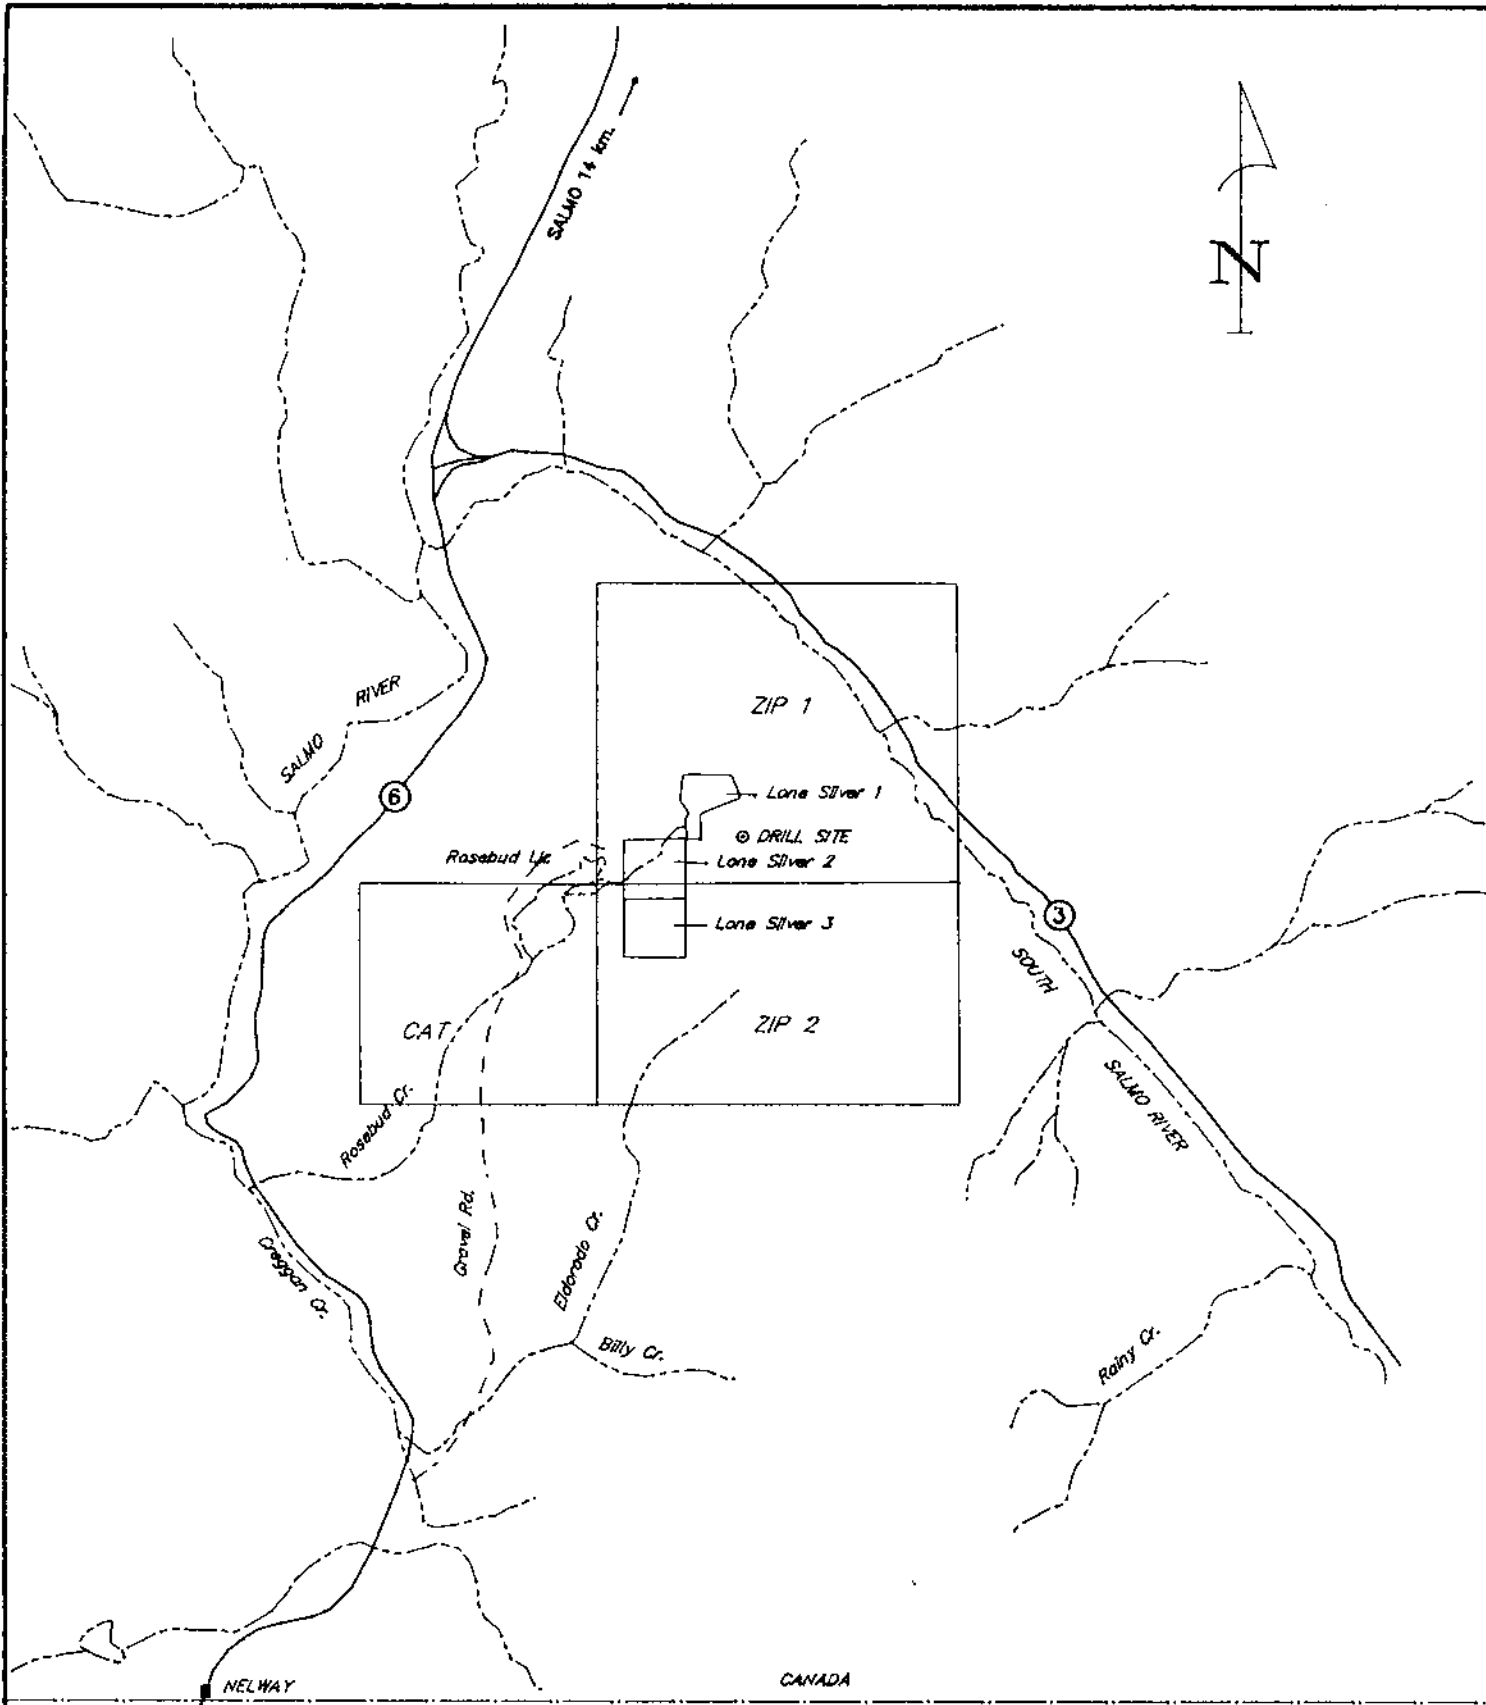 SALMO 14 km.
N
RIVER
SALMO
6
ZIP 1
Lone Silver 1
DRILL SITE
Rosebud Lk
Lone Silver 2
Lone Silver 3
3
SOUTH
CAT
ZIP 2
SALMO RIVER
Rosebud Cr.
Gravel Rd.
Eldorado Cr.
Creggan Cr.
Billy Cr.
Rainy Cr.
NELWAY
CANADA